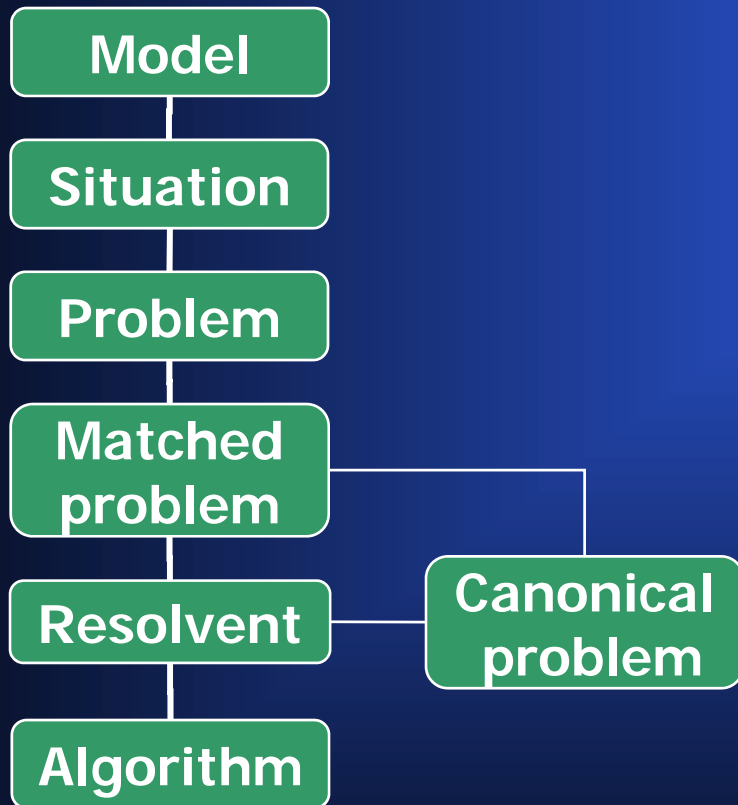 Model
Situation
Problem
Matched
problem
Resolvent
Canonical
problem
Algorithm